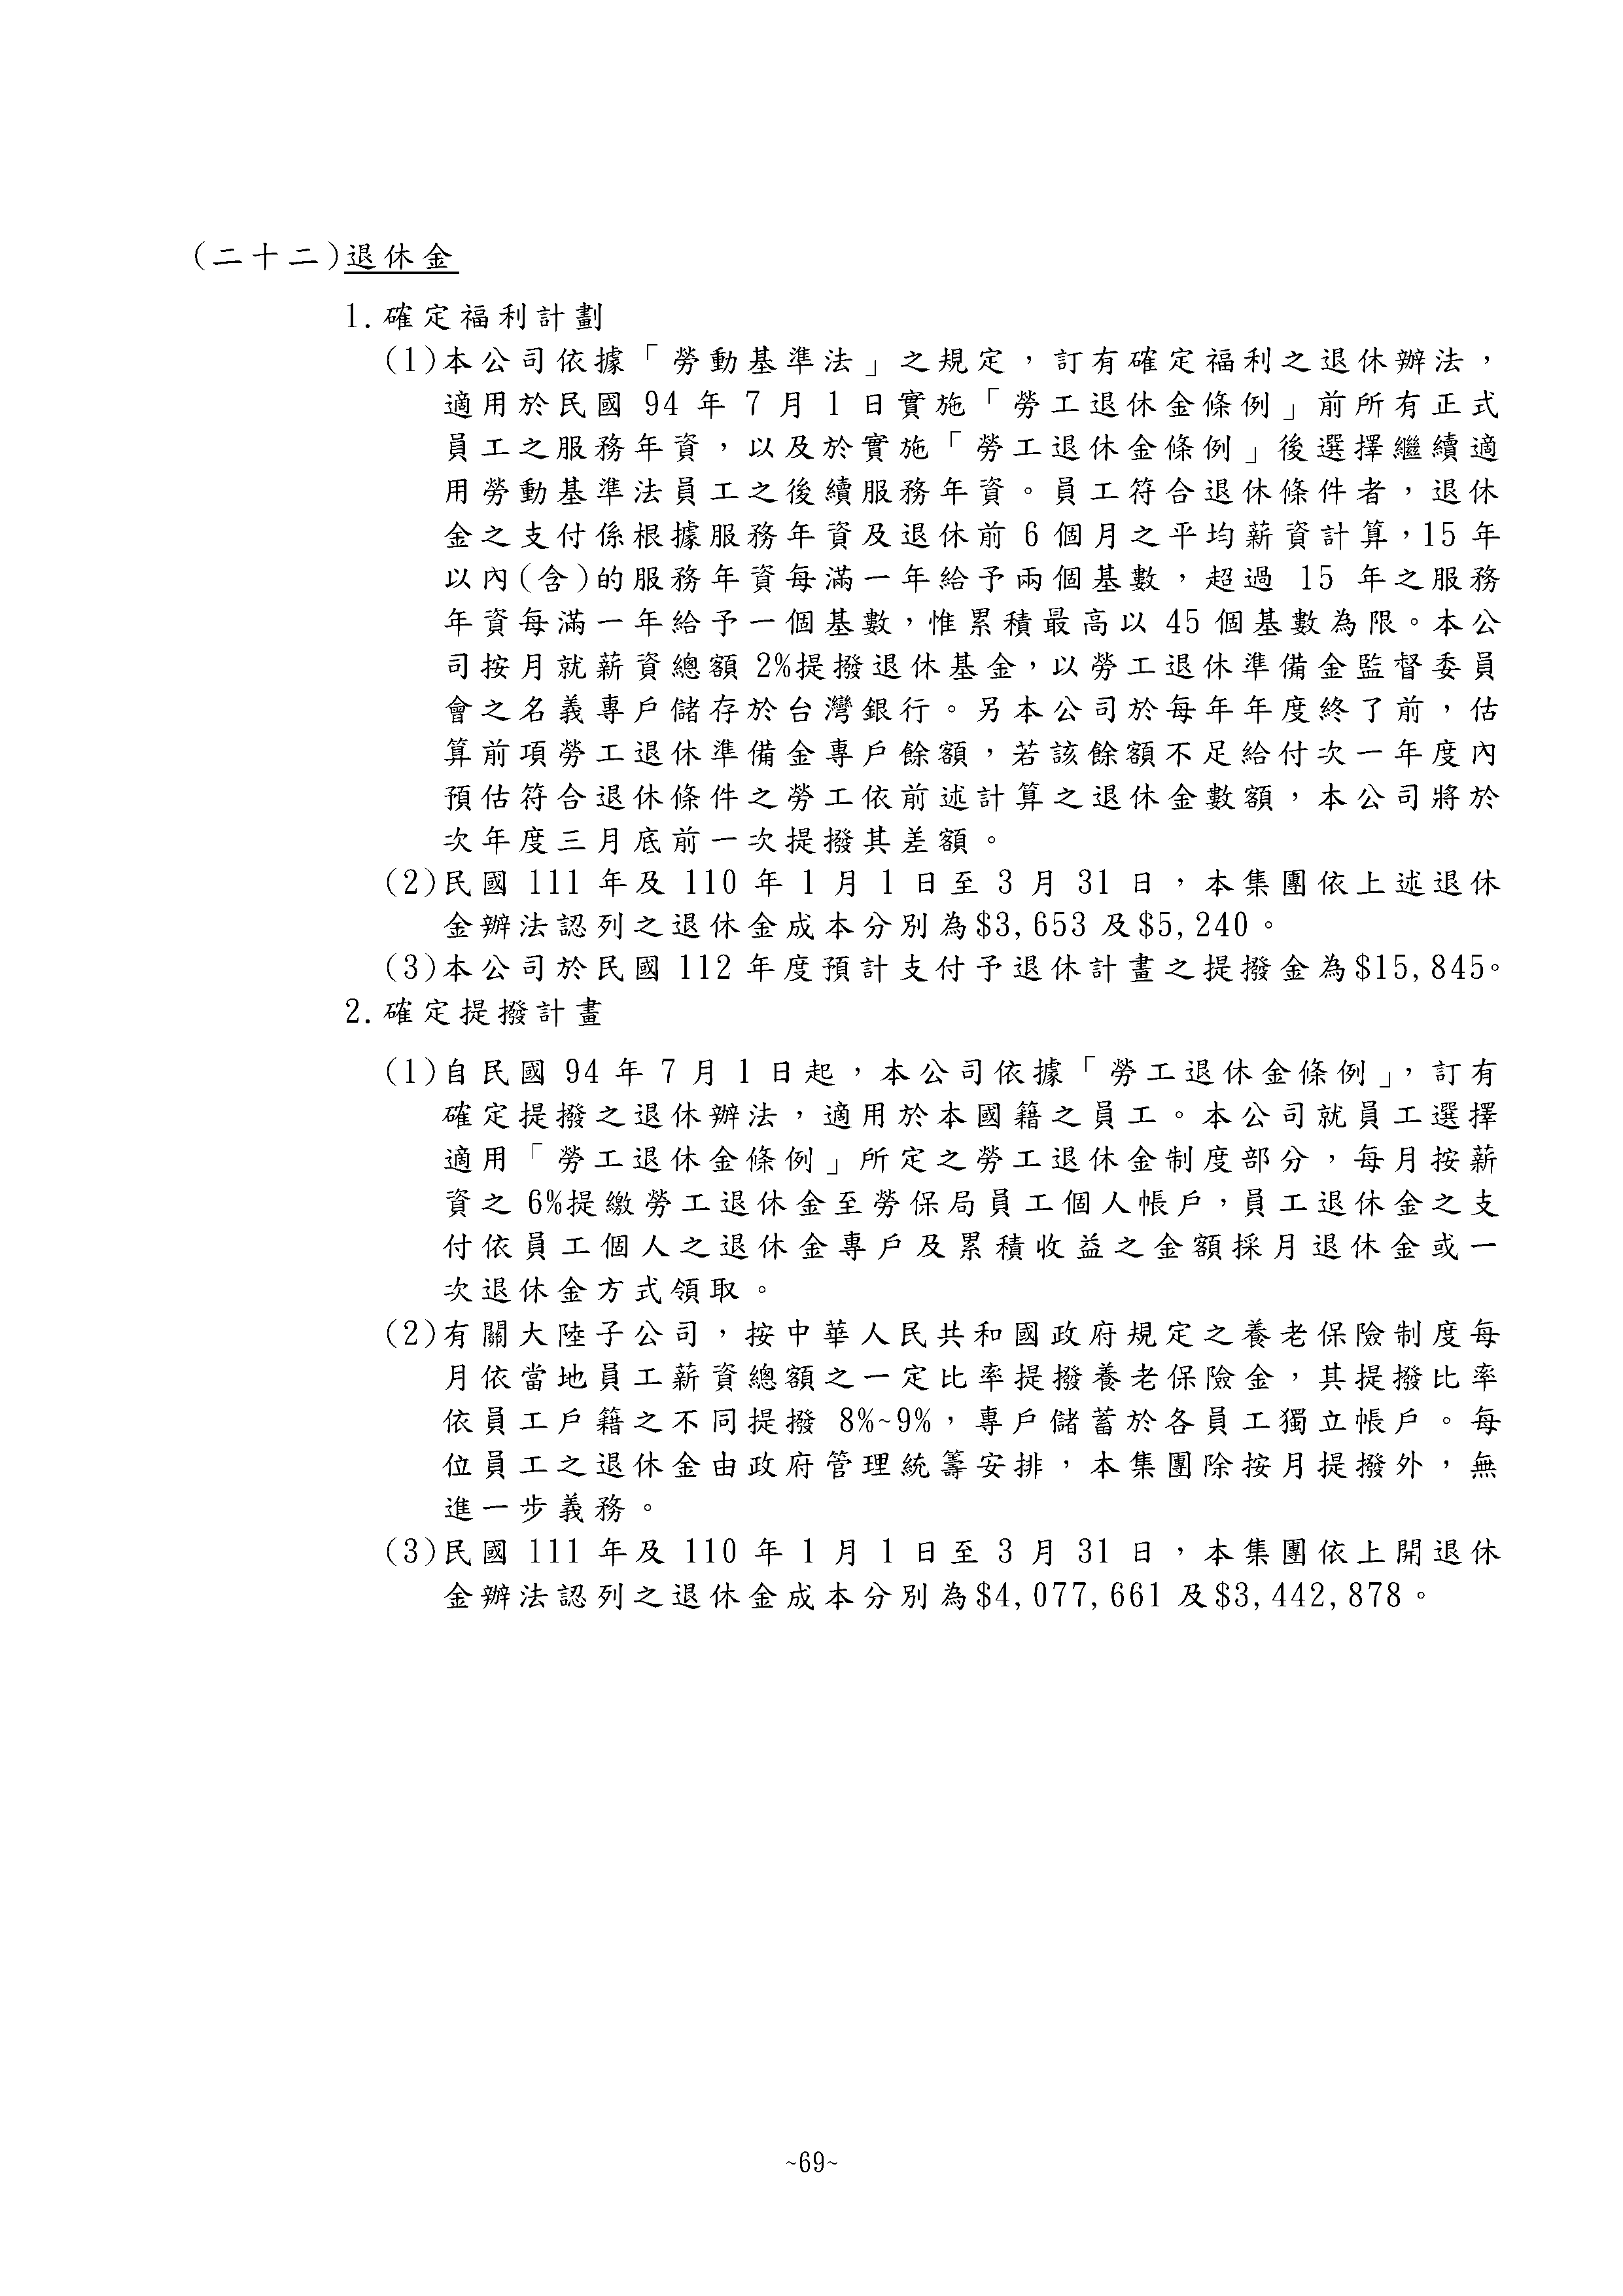 (二十二)退休金
1.確定福利計劃
(1)本公司依據「勞動基準法」之規定，訂有確定福利之退休辦法，
適用於民國 94 年 7 月 1 日實施「勞工退休金條例」前所有正式
員工之服務年資，以及於實施「勞工退休金條例」後選擇繼續適
用勞動基準法員工之後續服務年資。員工符合退休條件者，退休
金之支付係根據服務年資及退休前 6 個月之平均薪資計算，15 年
以內(含)的服務年資每滿一年給予兩個基數，超過 15 年之服務
年資每滿一年給予一個基數，惟累積最高以 45 個基數為限。本公
司按月就薪資總額 2%提撥退休基金，以勞工退休準備金監督委員
會之名義專戶儲存於台灣銀行。另本公司於每年年度終了前，估
算前項勞工退休準備金專戶餘額，若該餘額不足給付次一年度內
預估符合退休條件之勞工依前述計算之退休金數額，本公司將於
次年度三月底前一次提撥其差額。
(2)民國 111 年及 110 年 1 月 1 日至 3 月 31 日，本集團依上述退休
金辦法認列之退休金成本分別為$3,653 及$5,240。
(3)本公司於民國 112 年度預計支付予退休計畫之提撥金為$15,845。
2.確定提撥計畫
(1)自民國 94 年 7 月 1 日起，本公司依據「勞工退休金條例」，訂有
確定提撥之退休辦法，適用於本國籍之員工。本公司就員工選擇
適用「勞工退休金條例」所定之勞工退休金制度部分，每月按薪
資之 6%提繳勞工退休金至勞保局員工個人帳戶，員工退休金之支
付依員工個人之退休金專戶及累積收益之金額採月退休金或一
次退休金方式領取。
(2)有關大陸子公司，按中華人民共和國政府規定之養老保險制度每
月依當地員工薪資總額之一定比率提撥養老保險金，其提撥比率
依員工戶籍之不同提撥 8%~9%，專戶儲蓄於各員工獨立帳戶。每
位員工之退休金由政府管理統籌安排，本集團除按月提撥外，無
進一步義務。
(3)民國 111 年及 110 年 1 月 1 日至 3 月 31 日，本集團依上開退休
金辦法認列之退休金成本分別為$4,077,661 及$3,442,878。
~69~